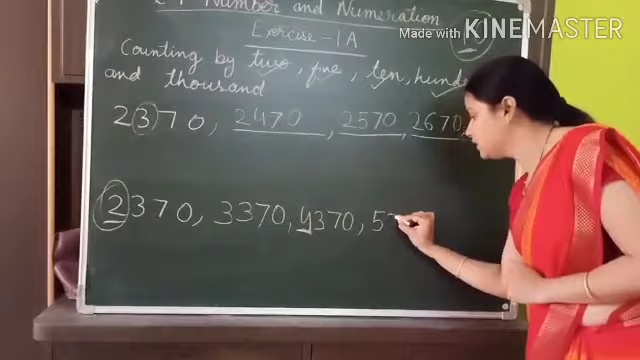 Number and Numeration
Made with KINEMASTER
Exercise - 1A
Counting by two, five, ten,
and thousand
2370, 2470, 2570, 2670,
2370, 3370, 4370, 5